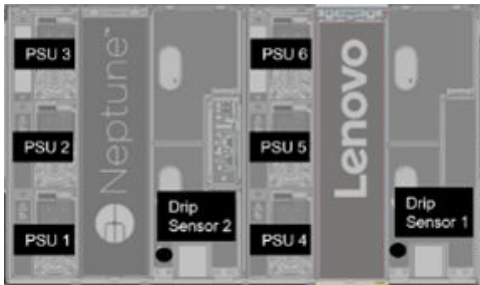 PSU 3
PSU 6
Neptune™
Lenovo
PSU 2
PSU 5
Drip
Sensor 2
Drip
Sensor 1
PSU 1
PSU 4